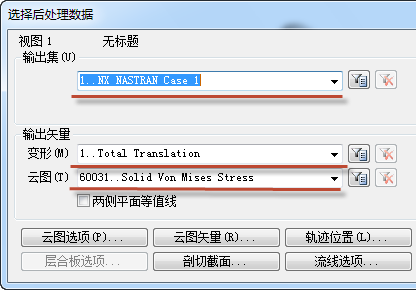 选择后处理数据
视图 1 无标题
输出集(U)
1..NX NASTRAN Case 1
输出矢量
变形(M) 1..Total Translation
云图(T) 60031..Solid Von Mises Stress
两侧平面等值线
云图选项(P)... 云图矢量(R)... 轨迹位置(L)...
层合板选项... 剖切截面... 流线选项...